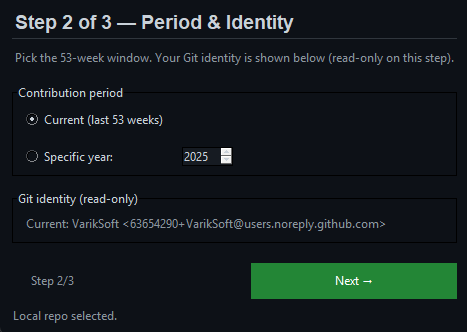 Step 2 of 3 — Period & Identity
Pick the 53-week window. Your Git identity is shown below (read-only on this step).
Contribution period
Current (last 53 weeks)
Specific year: 2025
Git identity (read-only)
Current: VarikSoft <63654290+VarikSoft@users.noreply.github.com>
Step 2/3
Next →
Local repo selected.